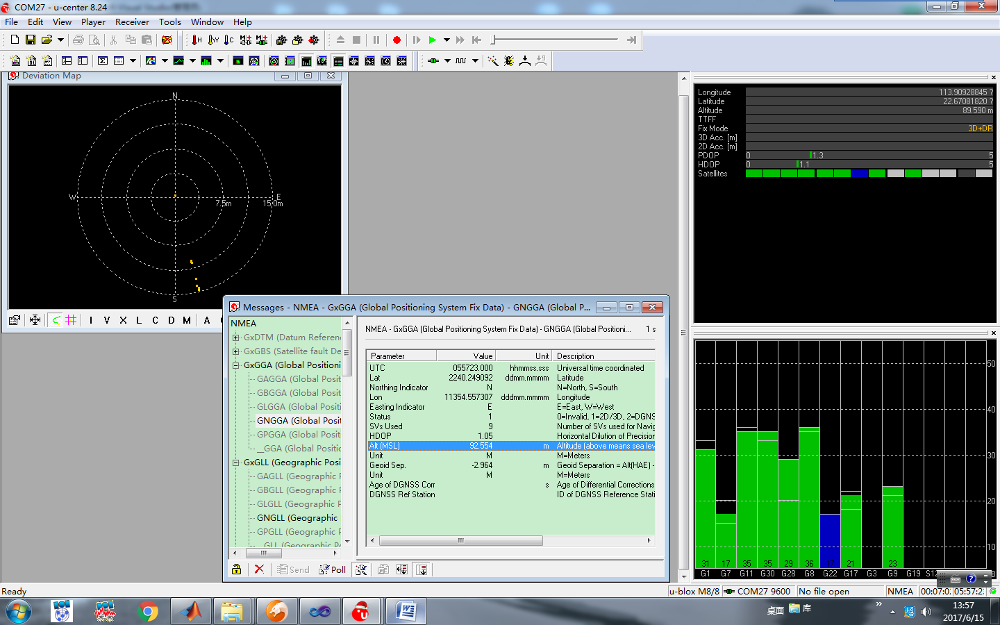 COM27 - u-center 8.24
File Edit View Player Receiver Tools Window Help
Deviation Map
N
W
E
7.5m
15.0m
S
I V X L C D M A
Longitude 113.90928845 ?
Latitude 22.67081820 ?
Altitude 89.590 m
TTFF
Fix Mode 3D+DR
3D Acc. [m]
2D Acc. [m]
PDOP 0 1.3 5
HDOP 0 1.1 5
Satellites
Messages - NMEA - GxGGA (Global Positioning System Fix Data) - GNGGA (Global P...
NMEA
GxDTM (Datum Referen
GxGBS (Satellite fault De
GxGGA (Global Positioni
GAGGA (Global Posit
GBGGA (Global Posit
GLGGA (Global Positi
GNGGA (Global Posit
GPGGA (Global Posit
__GGA (Global Positio
GxGLL (Geographic Posi
GAGLL (Geographic P
GBGLL (Geographic P
GLGLL (Geographic P
GNGLL (Geographic
GPGLL (Geographic P
NMEA - GxGGA (Global Positioning System Fix Data) - GNGGA (Global Positioni... 1 s
Parameter Value Unit Description
UTC 055723.000 hhmmss.sss Universal time coordinated
Lat 2240.249092 ddmm.mmmm Latitude
Northing Indicator N N=North, S=South
Lon 11354.557307 dddmm.mmmm Longitude
Easting Indicator E E=East, W=West
Status 1 0=Invalid, 1=2D/3D, 2=DGNS
SVs Used 9 Number of SVs used for Navig
HDOP 1.05 Horizontal Dilution of Precision
Alt (MSL) 92.554 m Altitude (above means sea lev
Unit M M=Meters
Geoid Sep. -2.964 m Geoid Separation = Alt(HAE) -
Unit M M=Meters
Age of DGNSS Corr s Age of Differential Corrections
DGNSS Ref Station ID of DGNSS Reference Stati
Send Poll
50
40
30
20
10
31 17 35 35 29 36 17 21 23
G1 G7 G11 G30 G28 G8 G22 G17 G3 G9 G19 S12
Ready
u-blox M8/8 COM27 9600 No file open NMEA 00:07:0 05:57:2
桌面 库
13:57
2017/6/15